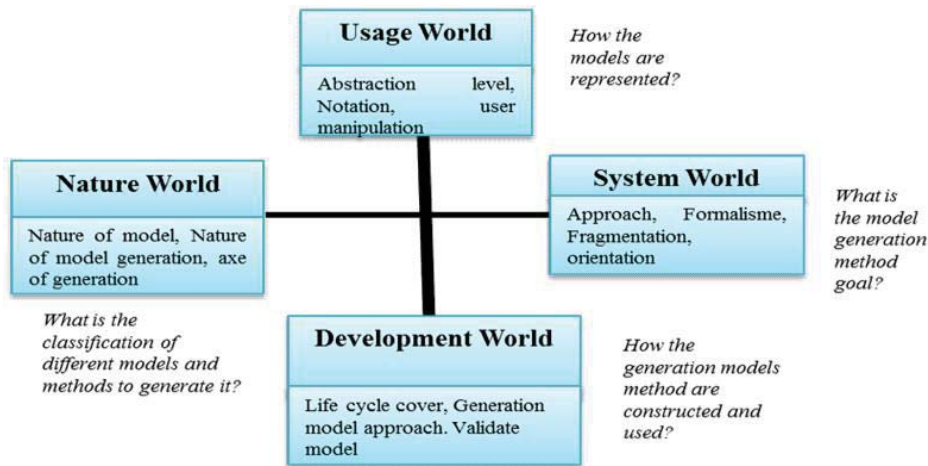 Usage World
Abstraction level,
Notation, user
manipulation
How the
models are
represented?
Nature World
Nature of model, Nature
of model generation, axe
of generation
What is the
classification of
different models and
methods to generate it?
System World
Approach, Formalisme,
Fragmentation,
orientation
What is
the model
generation
method
goal?
Development World
Life cycle cover, Generation
model approach. Validate
model
How the
generation models
method are
constructed and
used?